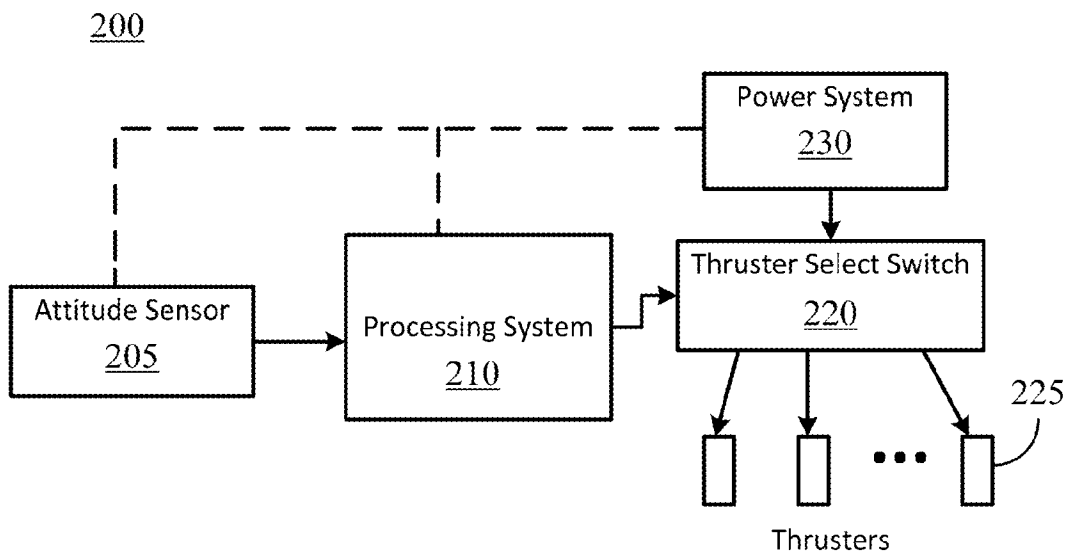 200
Power System
230
Thruster Select Switch
220
Attitude Sensor
205
Processing System
210
225
Thrusters